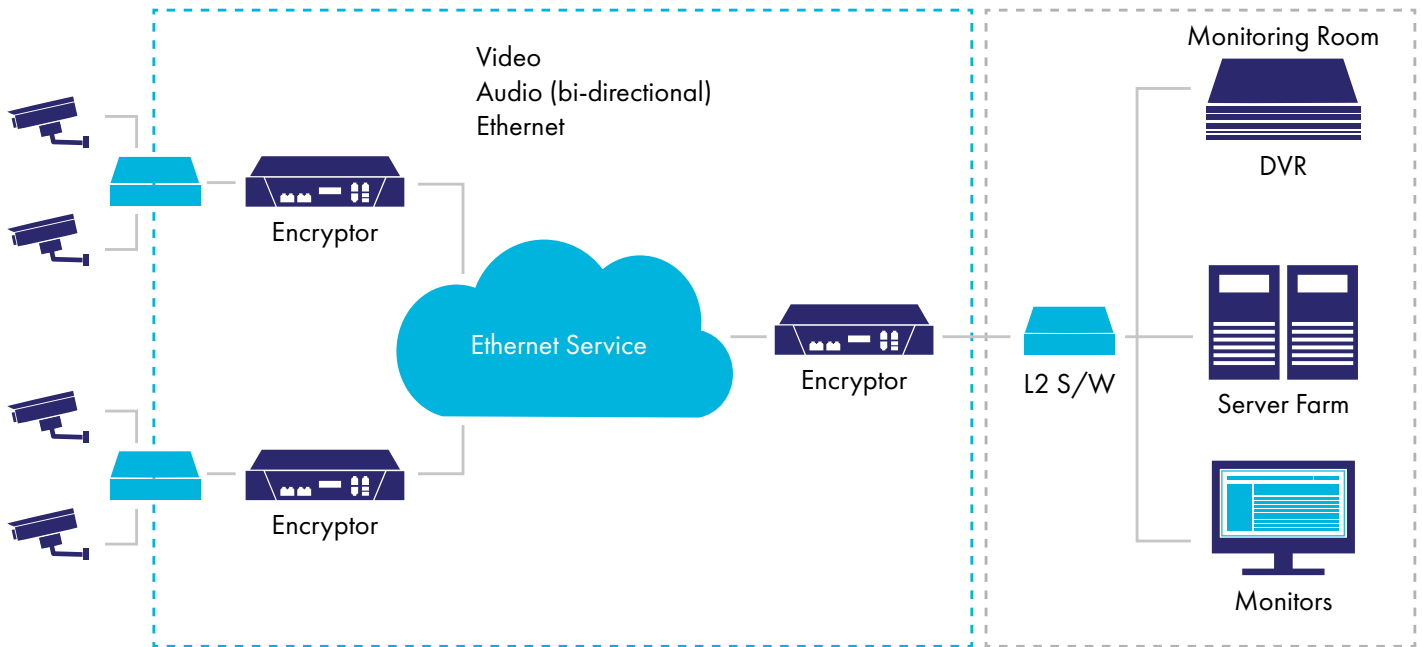 Video
Audio (bi-directional)
Ethernet
Encryptor
Encryptor
Ethernet Service
Encryptor
L2 S/W
Monitoring Room
DVR
Server Farm
Monitors